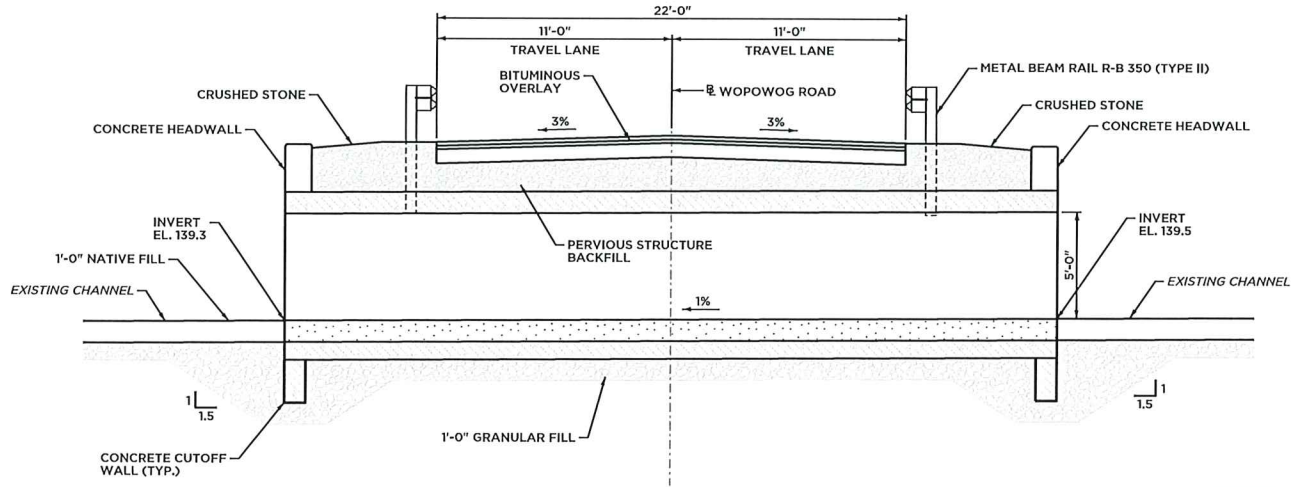 22'-0"
11'-0"
11'-0"
TRAVEL LANE
TRAVEL LANE
BITUMINOUS
OVERLAY
METAL BEAM RAIL R-B 350 (TYPE II)
CRUSHED STONE
℄ WOPOWOG ROAD
CRUSHED STONE
CONCRETE HEADWALL
3%
3%
CONCRETE HEADWALL
INVERT
EL. 139.3
PERVIOUS STRUCTURE
BACKFILL
INVERT
EL. 139.5
5'-0"
1'-0" NATIVE FILL
EXISTING CHANNEL
EXISTING CHANNEL
1%
1
1.5
1
1.5
1'-0" GRANULAR FILL
CONCRETE CUTOFF
WALL (TYP.)